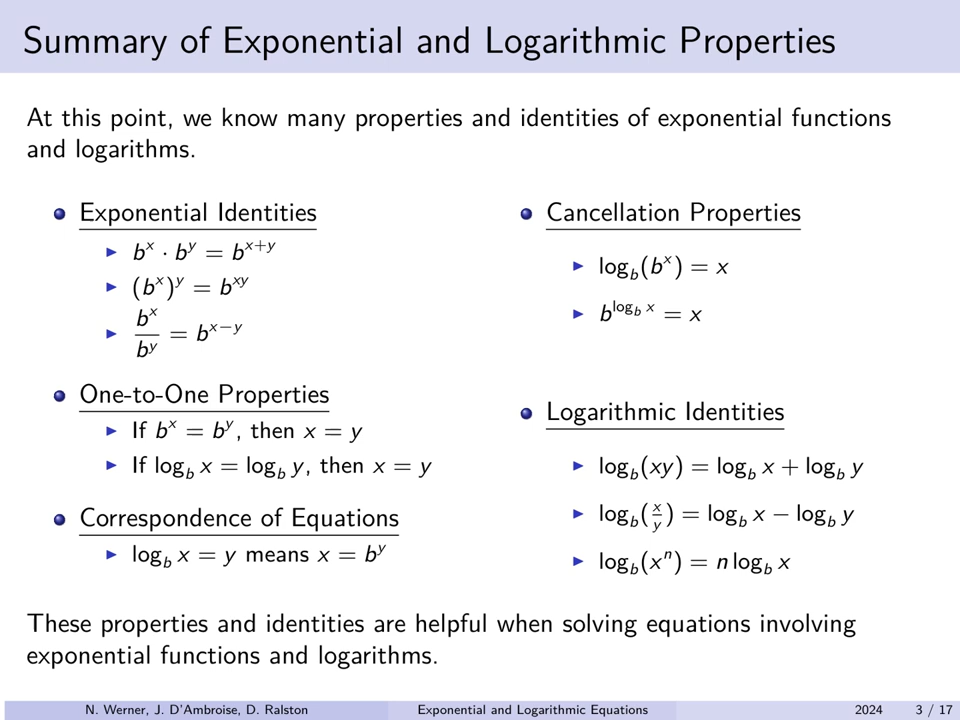 Summary of Exponential and Logarithmic Properties
At this point, we know many properties and identities of exponential functions
and logarithms.
Exponential Identities
b^x · b^y = b^{x+y}
(b^x)^y = b^{xy}
\frac{b^x}{b^y} = b^{x−y}
One-to-One Properties
If b^x = b^y, then x = y
If log_b x = log_b y, then x = y
Correspondence of Equations
log_b x = y means x = b^y
Cancellation Properties
log_b(b^x) = x
b^{log_b x} = x
Logarithmic Identities
log_b(xy) = log_b x + log_b y
log_b(\frac{x}{y}) = log_b x − log_b y
log_b(x^n) = n log_b x
These properties and identities are helpful when solving equations involving
exponential functions and logarithms.
N. Werner, J. D'Ambroise, D. Ralston Exponential and Logarithmic Equations 2024 3 / 17